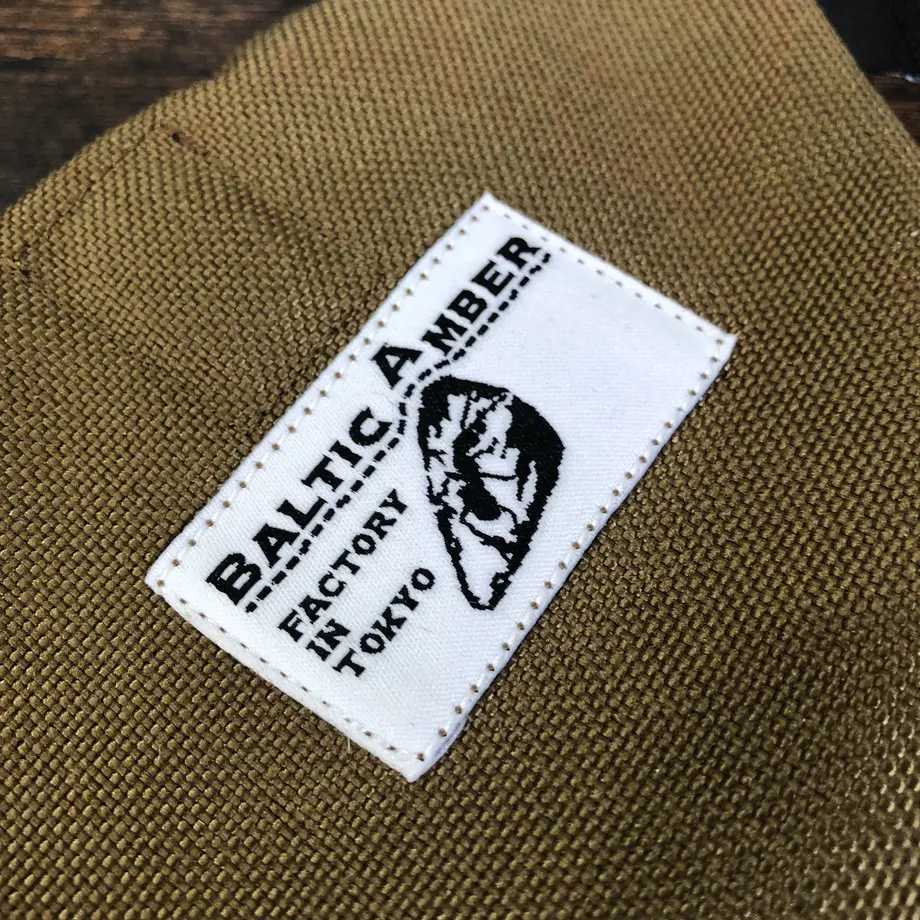 BALTIC AMBER
FACTORY
IN
TOKYO